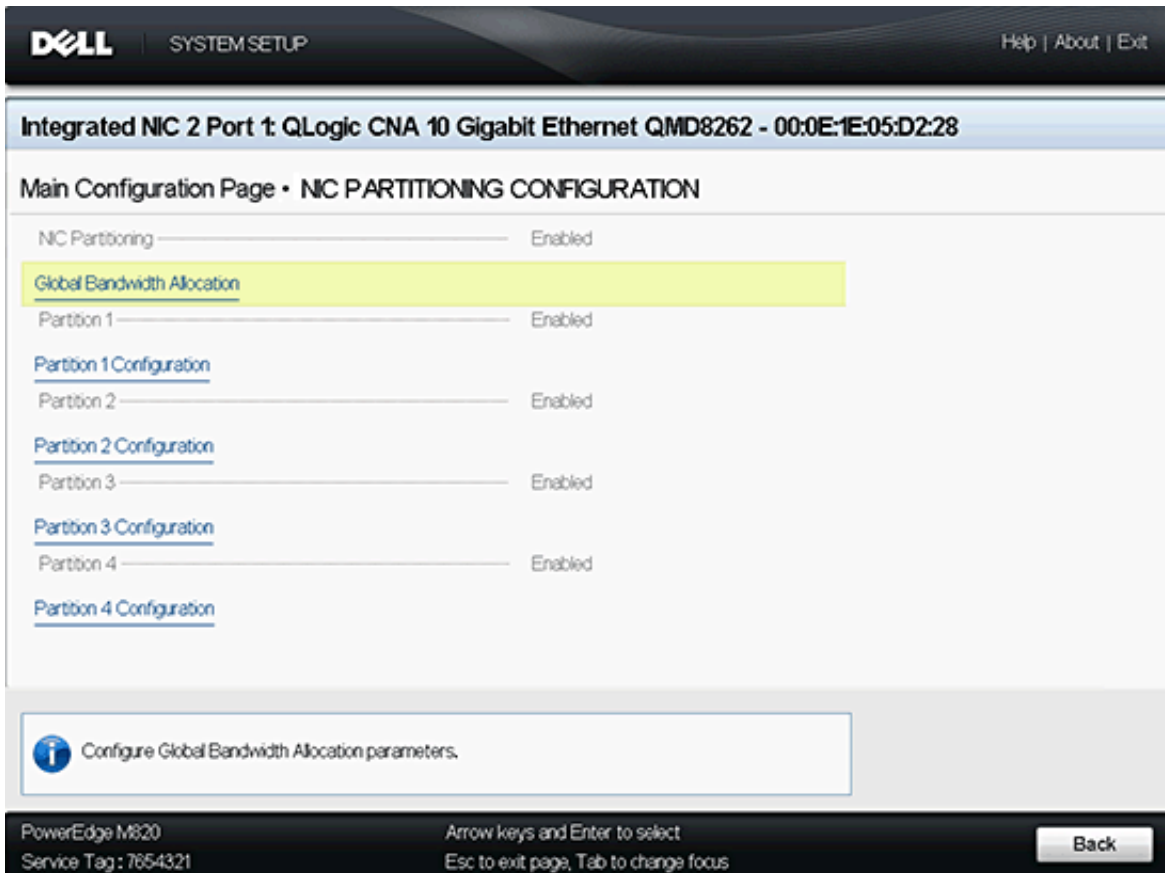 DELL SYSTEM SETUP Help | About | Exit
Integrated NIC 2 Port 1: QLogic CNA 10 Gigabit Ethernet QMD8262 - 00:0E:1E:05:D2:28
Main Configuration Page • NIC PARTITIONING CONFIGURATION
NIC Partitioning Enabled
Global Bandwidth Allocation
Partition 1 Enabled
Partition 1 Configuration
Partition 2 Enabled
Partition 2 Configuration
Partition 3 Enabled
Partition 3 Configuration
Partition 4 Enabled
Partition 4 Configuration
Configure Global Bandwidth Allocation parameters.
PowerEdge M820 Arrow keys and Enter to select
Service Tag : 7654321 Esc to exit page, Tab to change focus
Back